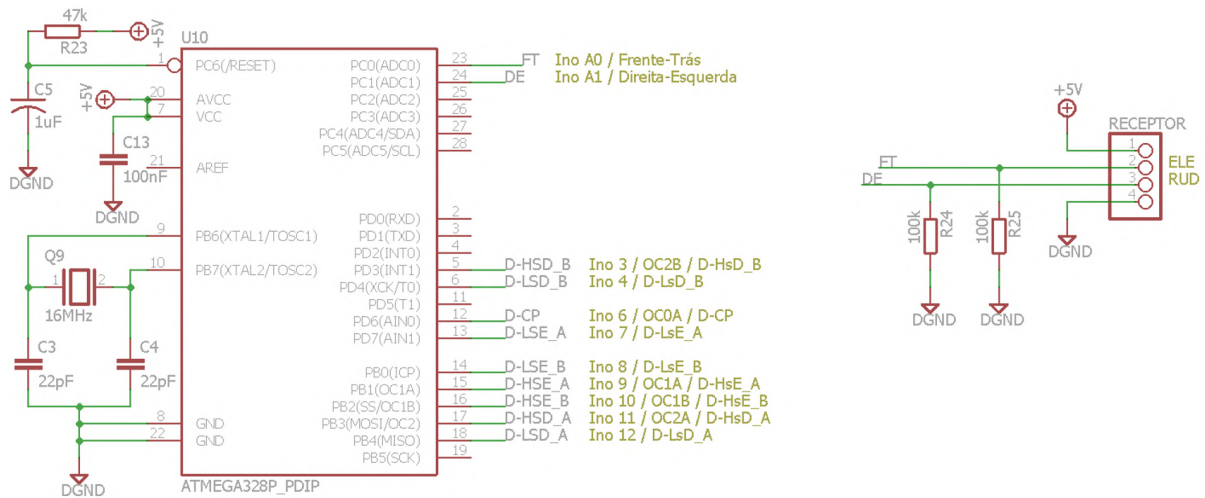 47k
R23
+5V
C5
1uF
DGND
+5V
C13
100nF
DGND
Q9
1
2
16MHz
C3
22pF
C4
22pF
DGND
U10
1 PC6(/RESET)
20 AVCC
7 VCC
21 AREF
9 PB6(XTAL1/TOSC1)
10 PB7(XTAL2/TOSC2)
8 GND
22 GND
PC0(ADC0) 23 FT Ino A0 / Frente-Trás
PC1(ADC1) 24 DE Ino A1 / Direita-Esquerda
PC2(ADC2) 25
PC3(ADC3) 26
PC4(ADC4/SDA) 27
PC5(ADC5/SCL) 28
PD0(RXD) 2
PD1(TXD) 3
PD2(INT0) 4
PD3(INT1) 5 D-HSD_B Ino 3 / OC2B / D-HsD_B
PD4(XCK/T0) 6 D-LSD_B Ino 4 / D-LsD_B
PD5(T1) 11
PD6(AIN0) 12 D-CP Ino 6 / OC0A / D-CP
PD7(AIN1) 13 D-LSE_A Ino 7 / D-LsE_A
PB0(ICP) 14 D-LSE_B Ino 8 / D-LsE_B
PB1(OC1A) 15 D-HSE_A Ino 9 / OC1A / D-HsE_A
PB2(SS/OC1B) 16 D-HSE_B Ino 10 / OC1B / D-HsE_B
PB3(MOSI/OC2) 17 D-HSD_A Ino 11 / OC2A / D-HsD_A
PB4(MISO) 18 D-LSD_A Ino 12 / D-LsD_A
PB5(SCK) 19
ATMEGA328P_PDIP
+5V
RECEPTOR
1
FT 2 ELE
DE 3 RUD
4
100k
R24
100k
R25
DGND
DGND
DGND